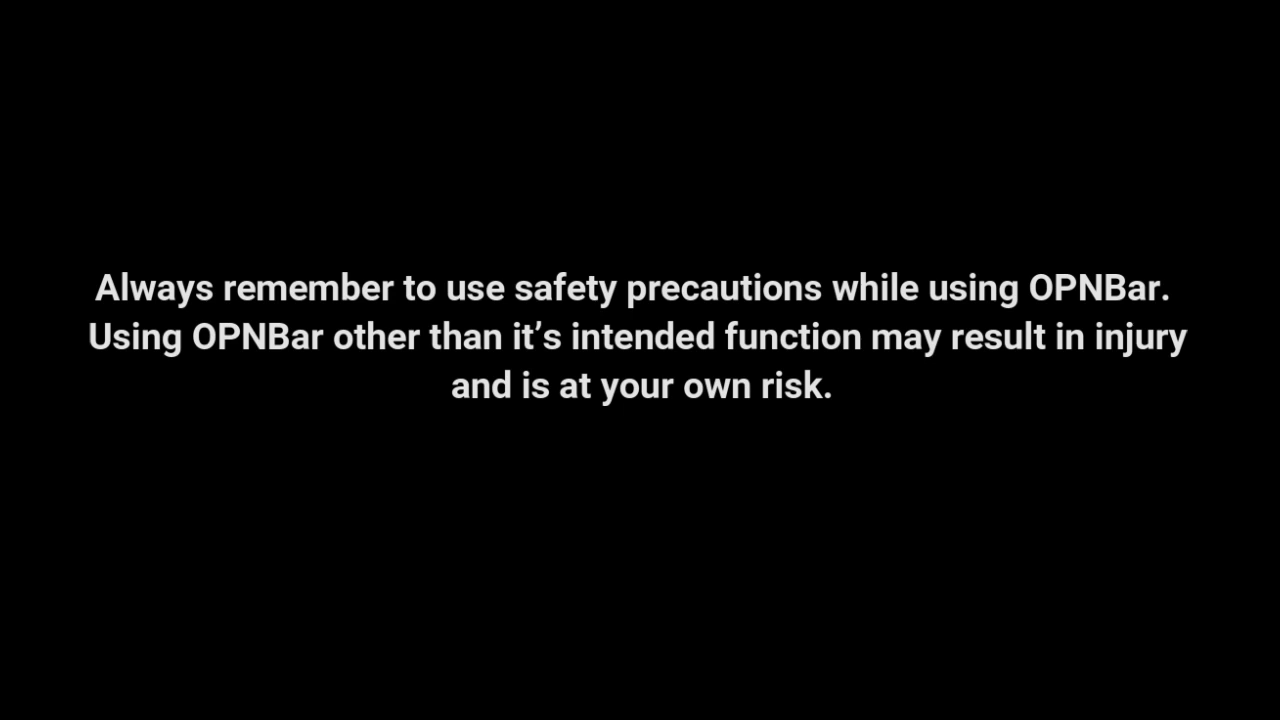 Always remember to use safety precautions while using OPNBar.
Using OPNBar other than it’s intended function may result in injury
and is at your own risk.